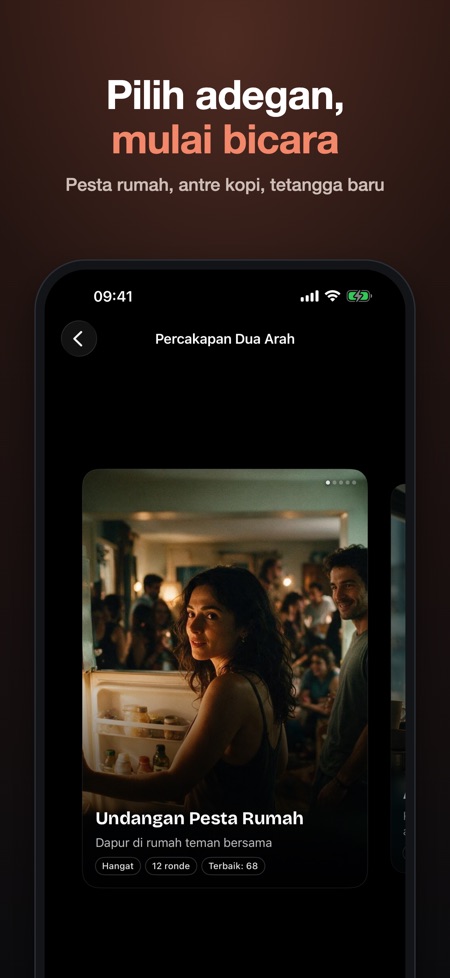 Pilih adegan,
mulai bicara
Pesta rumah, antre kopi, tetangga baru
09:41
Percakapan Dua Arah
Undangan Pesta Rumah
Dapur di rumah teman bersama
Hangat 12 ronde Terbaik: 68